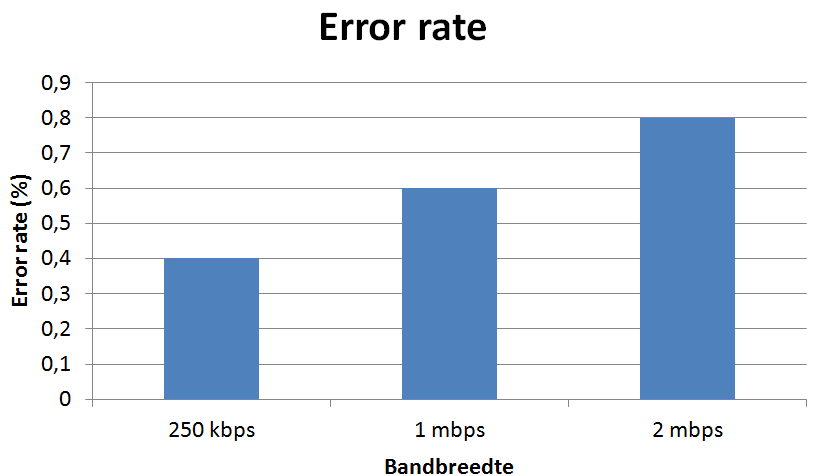 Error rate
Error rate (%)
0,9
0,8
0,7
0,6
0,5
0,4
0,3
0,2
0,1
0
250 kbps 1 mbps 2 mbps
Bandbreedte